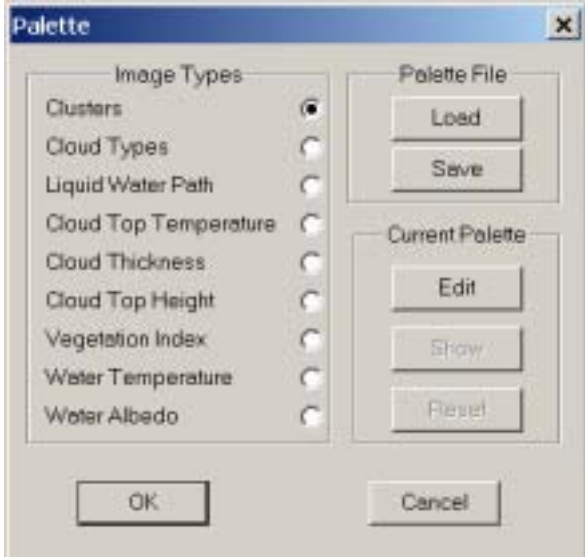 Palette
Image Types
Clusters
Cloud Types
Liquid Water Path
Cloud Top Temperature
Cloud Thickness
Cloud Top Height
Vegetation Index
Water Temperature
Water Albedo
Palette File
Load
Save
Current Palette
Edit
Show
Reset
OK
Cancel